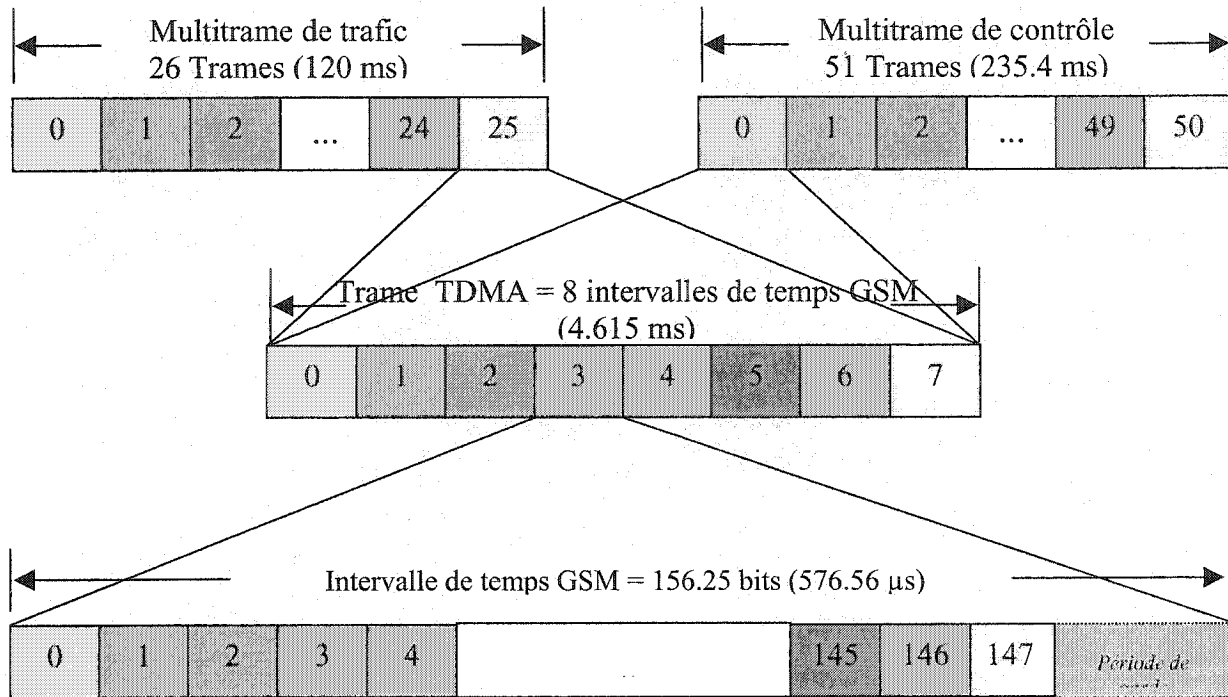 Multitrame de trafic
26 Trames (120 ms)
Multitrame de contrôle
51 Trames (235.4 ms)
0 1 2 ... 24 25
0 1 2 ... 49 50
Trame TDMA = 8 intervalles de temps GSM
(4.615 ms)
0 1 2 3 4 5 6 7
Intervalle de temps GSM = 156.25 bits (576.56 µs)
0 1 2 3 4 145 146 147 Période de